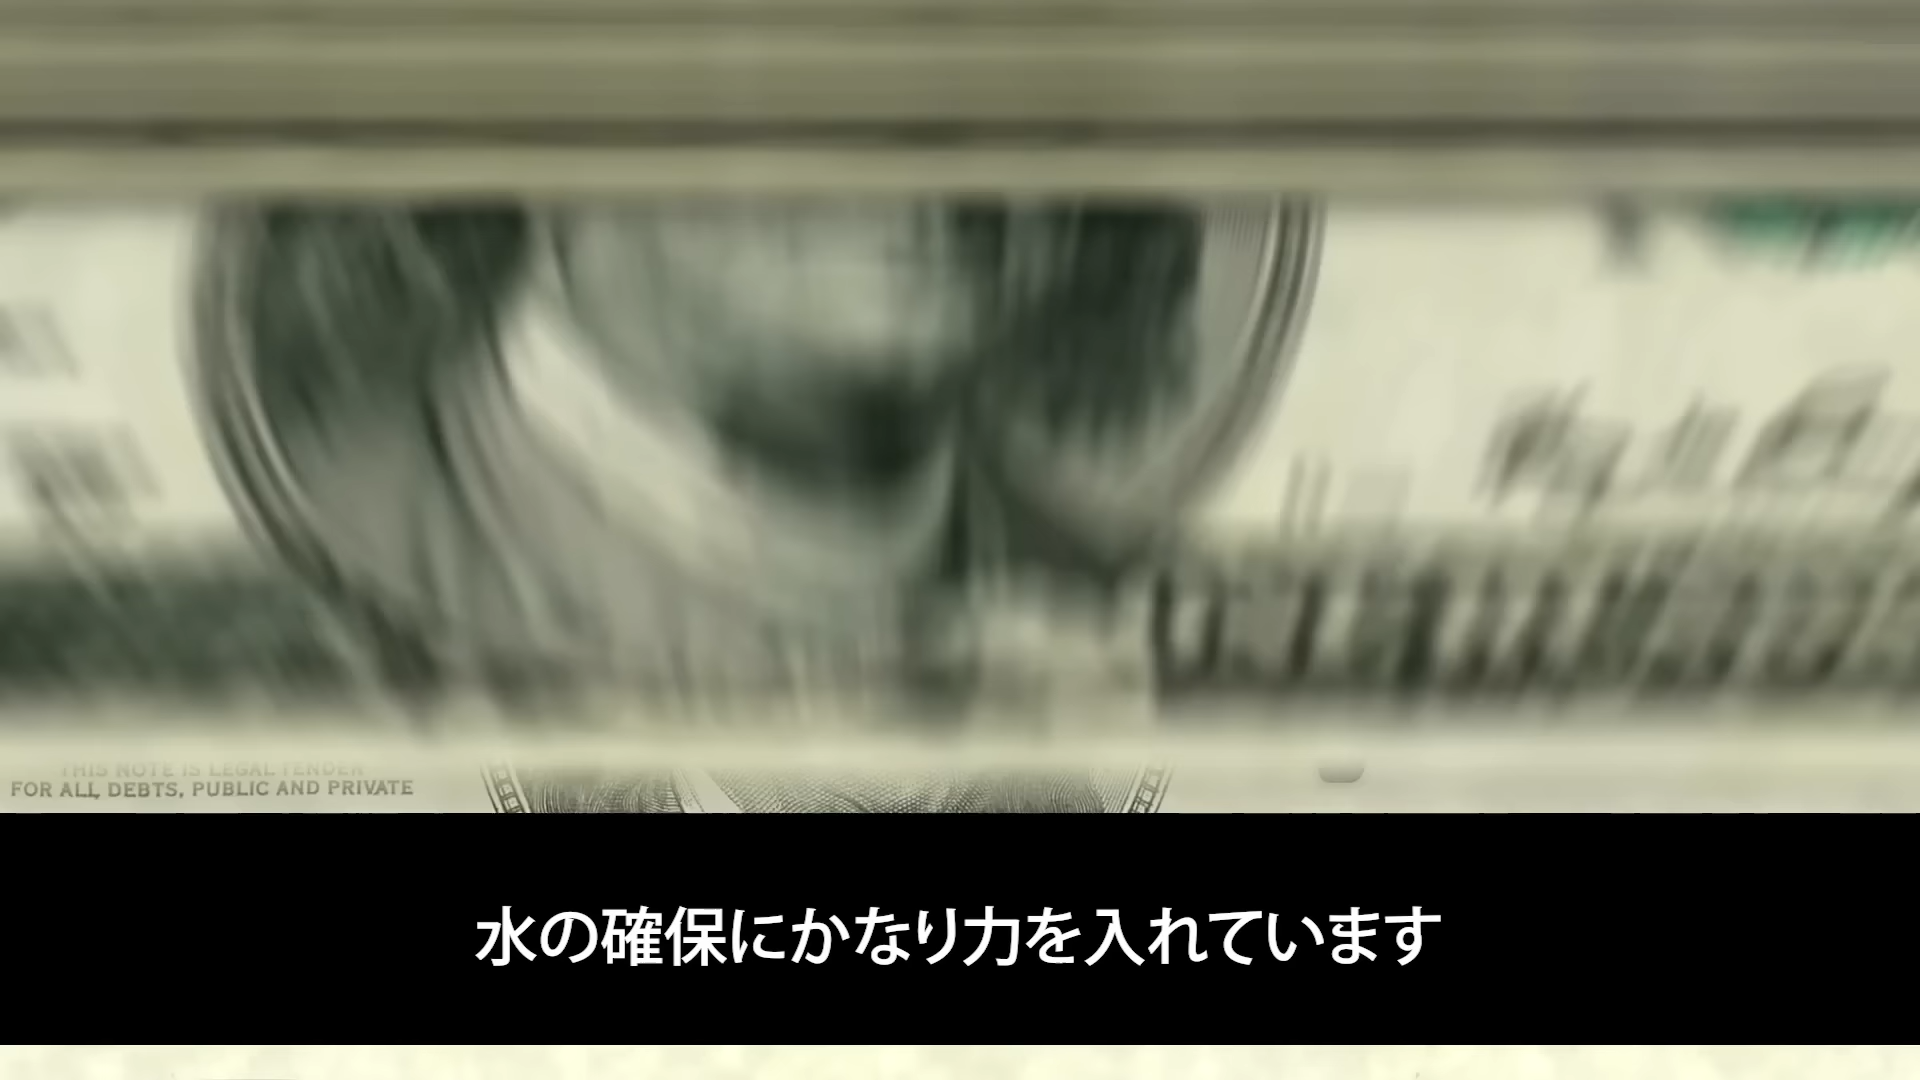 THIS NOTE IS LEGAL TENDER
FOR ALL DEBTS, PUBLIC AND PRIVATE
水の確保にかなり力を入れています